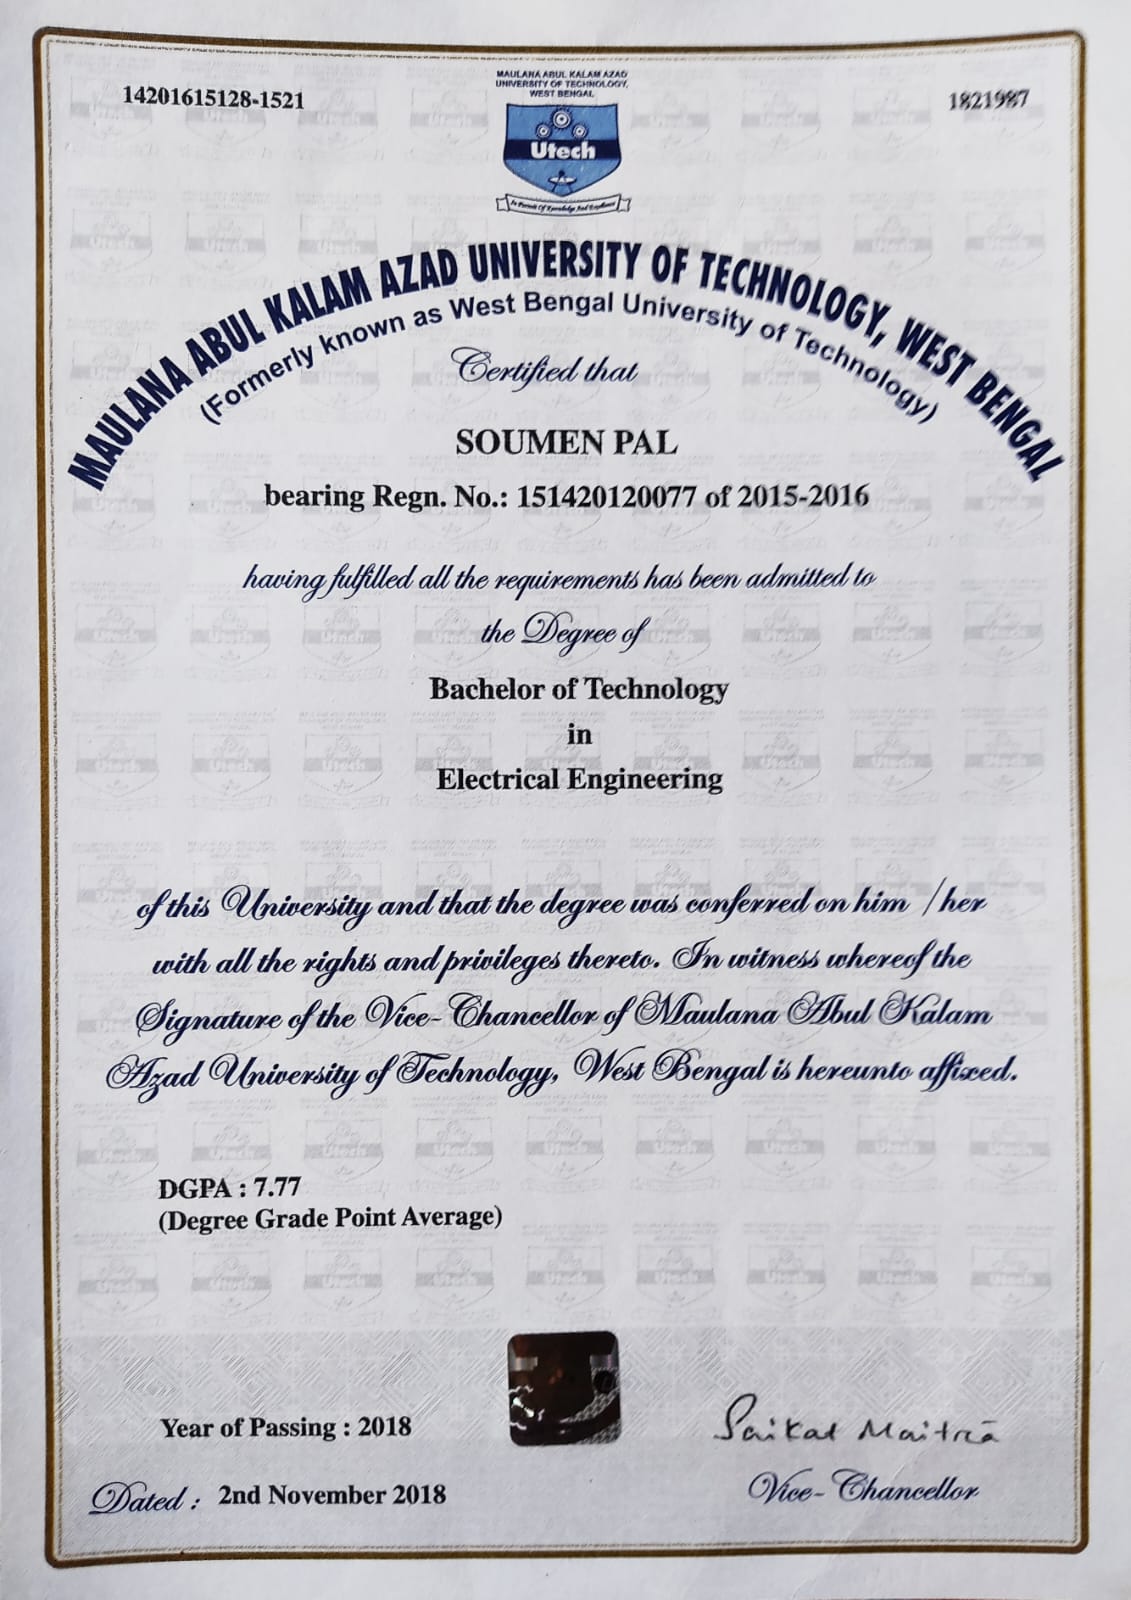 14201615128-1521
1821987
MAULANA ABUL KALAM AZAD
UNIVERSITY OF TECHNOLOGY,
WEST BENGAL
Utech
In Pursuit Of Knowledge And Excellence
MAULANA ABUL KALAM AZAD UNIVERSITY OF TECHNOLOGY, WEST BENGAL
(Formerly known as West Bengal University of Technology)
Certified that
SOUMEN PAL
bearing Regn. No.: 151420120077 of 2015-2016
having fulfilled all the requirements has been admitted to
the Degree of
Bachelor of Technology
in
Electrical Engineering
of this University and that the degree was conferred on him / her
with all the rights and privileges thereto. In witness whereof the
Signature of the Vice-Chancellor of Maulana Abul Kalam
Azad University of Technology, West Bengal is hereunto affixed.
DGPA : 7.77
(Degree Grade Point Average)
Year of Passing : 2018
Saikat Maitra
Dated : 2nd November 2018
Vice-Chancellor